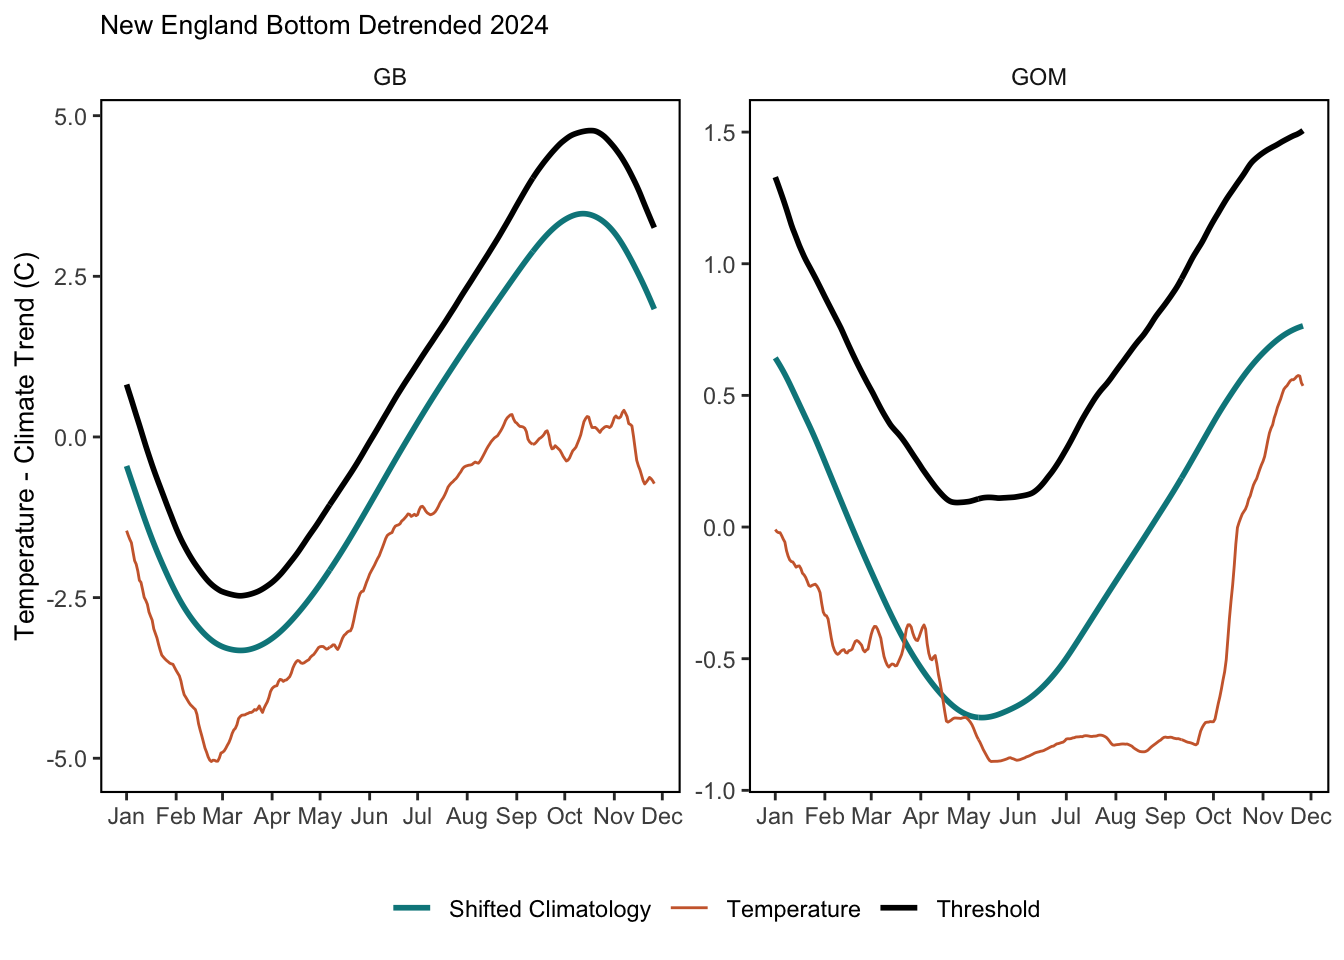 New England Bottom Detrended 2024
GB
GOM
Temperature - Climate Trend (C)
5.0
2.5
0.0
-2.5
-5.0
1.5
1.0
0.5
0.0
-0.5
-1.0
Jan Feb Mar Apr May Jun Jul Aug Sep Oct Nov Dec
Jan Feb Mar Apr May Jun Jul Aug Sep Oct Nov Dec
Shifted Climatology Temperature Threshold